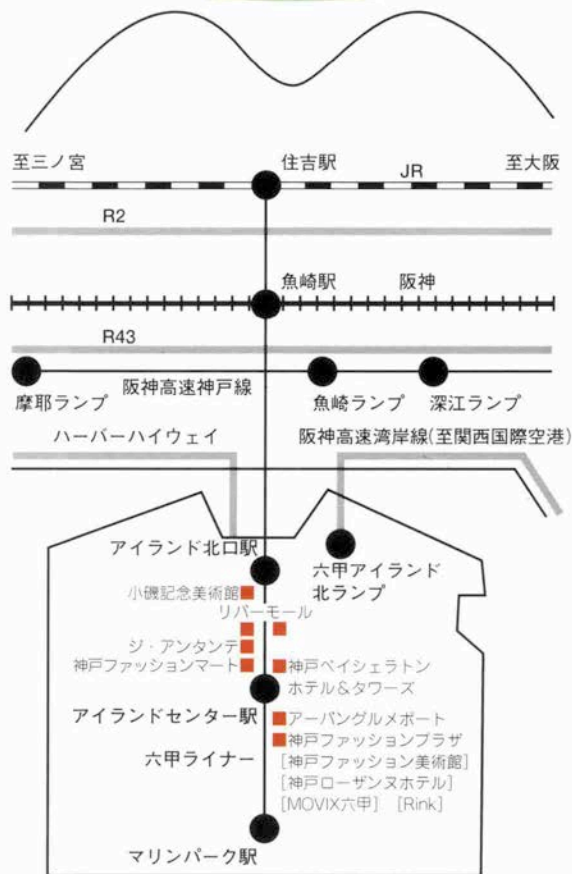 至三ノ宮
住吉駅
JR
至大阪
R2
魚崎駅
阪神
R43
阪神高速神戸線
摩耶ランプ
魚崎ランプ
深江ランプ
ハーバーハイウェイ
阪神高速湾岸線(至関西国際空港)
アイランド北口駅
六甲アイランド
北ランプ
小磯記念美術館
リバーモール
ジ・アンタンテ
神戸ファッションマート
神戸ベイシェラトン
ホテル&タワーズ
アイランドセンター駅
アーバングルメポート
神戸ファッションプラザ
六甲ライナー
[神戸ファッション美術館]
[神戸ローザンヌホテル]
[MOVIX六甲] [Rink]
マリンパーク駅